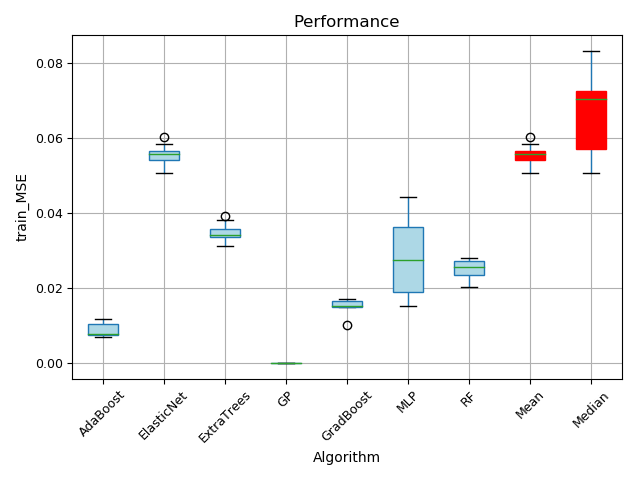 Performance
train_MSE
0.08
0.06
0.04
0.02
0.00
AdaBoost
ElasticNet
ExtraTrees
GP
GradBoost
MLP
RF
Mean
Median
Algorithm